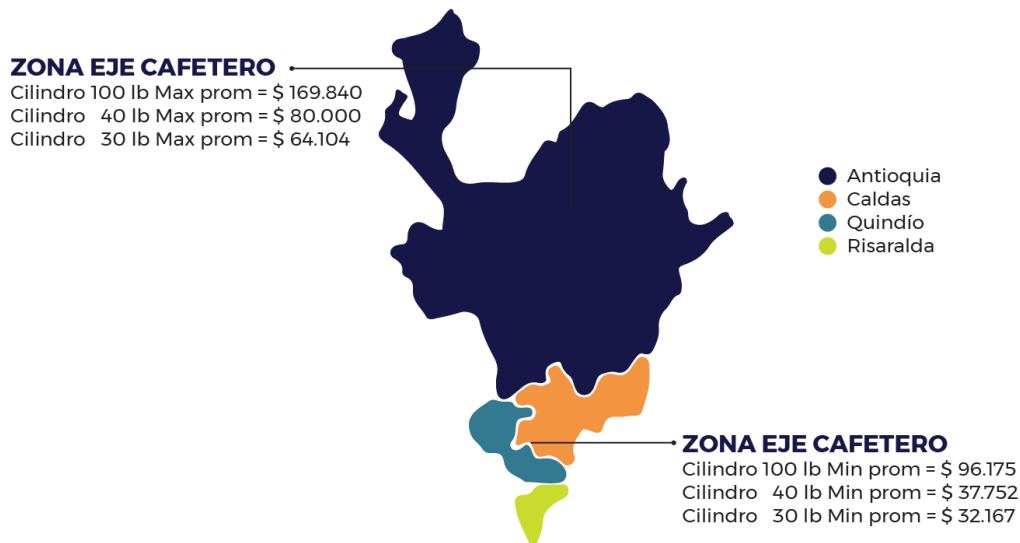 ZONA EJE CAFETERO
Cilindro 100 lb Max prom = $ 169.840
Cilindro 40 lb Max prom = $ 80.000
Cilindro 30 lb Max prom = $ 64.104
Antioquia
Caldas
Quindío
Risaralda
ZONA EJE CAFETERO
Cilindro 100 lb Min prom = $ 96.175
Cilindro 40 lb Min prom = $ 37.752
Cilindro 30 lb Min prom = $ 32.167